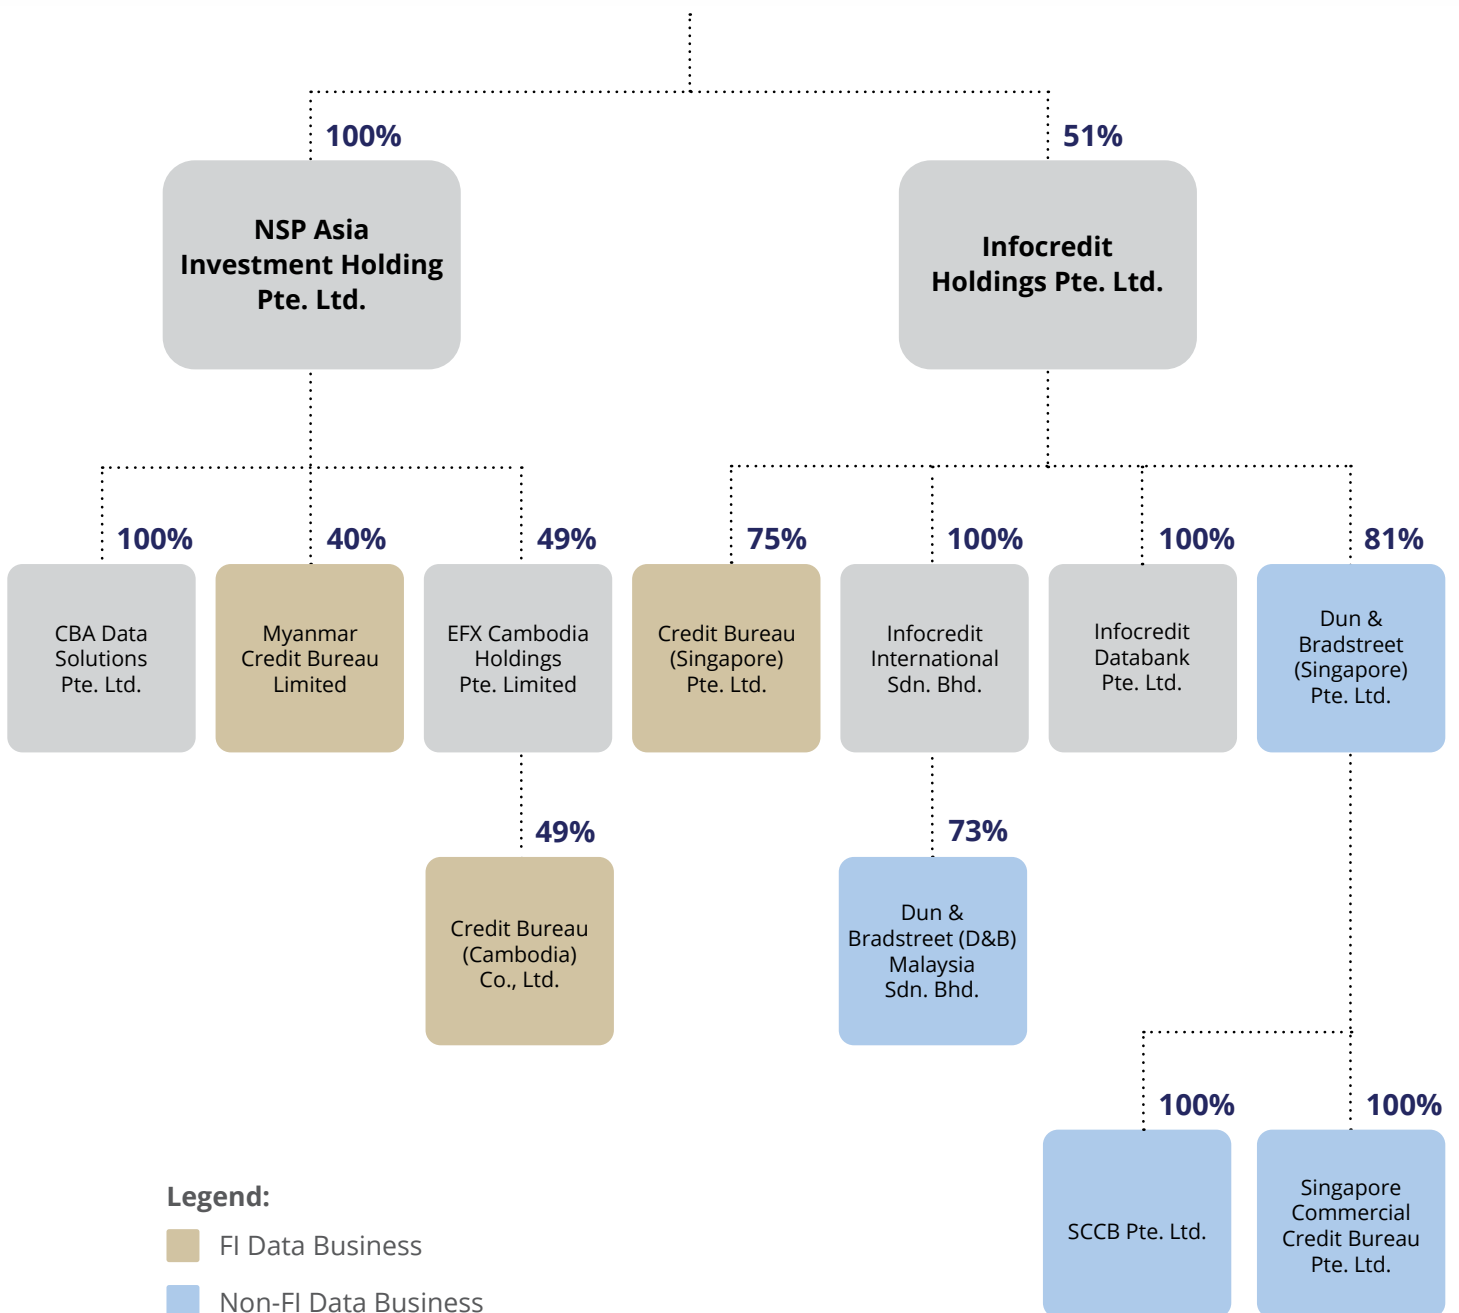 100%
51%
NSP Asia
Investment Holding
Pte. Ltd.
Infocredit
Holdings Pte. Ltd.
100%
40%
49%
75%
100%
100%
81%
CBA Data
Solutions
Pte. Ltd.
Myanmar
Credit Bureau
Limited
EFX Cambodia
Holdings
Pte. Limited
Credit Bureau
(Singapore)
Pte. Ltd.
Infocredit
International
Sdn. Bhd.
Infocredit
Databank
Pte. Ltd.
Dun &
Bradstreet
(Singapore)
Pte. Ltd.
49%
73%
Credit Bureau
(Cambodia)
Co., Ltd.
Dun &
Bradstreet (D&B)
Malaysia
Sdn. Bhd.
100%
100%
SCCB Pte. Ltd.
Singapore
Commercial
Credit Bureau
Pte. Ltd.
Legend:
FI Data Business
Non-FI Data Business